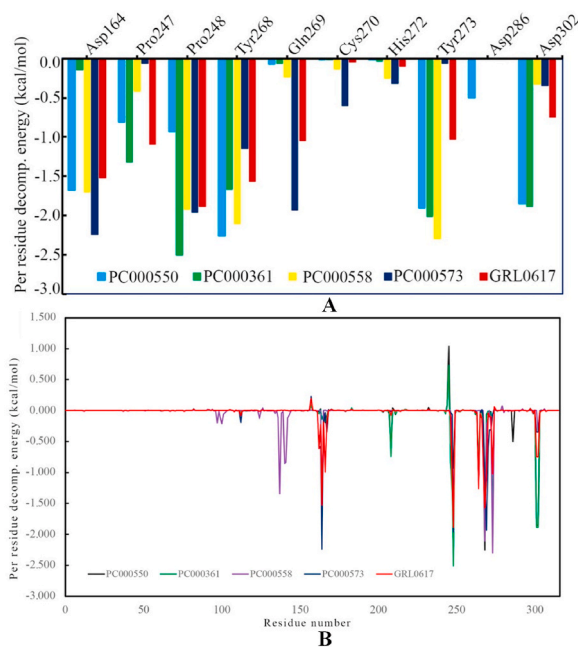 Asp164 Pro247 Pro248 Tyr268 Gln269 Cys270 His272 Tyr273 Asp286 Asp302
Per residue decomp. energy (kcal/mol)
0.0
-0.5
-1.0
-1.5
-2.0
-2.5
-3.0
PC000550 PC000361 PC000558 PC000573 GRL0617
A
Per residue decomp. energy (kcal/mol)
1.500
1.000
0.500
0.000
-0.500
-1.000
-1.500
-2.000
-2.500
-3.000
PC000550 PC000361 PC000558 PC000573 GRL0617
0 50 100 150 200 250 300
Residue number
B